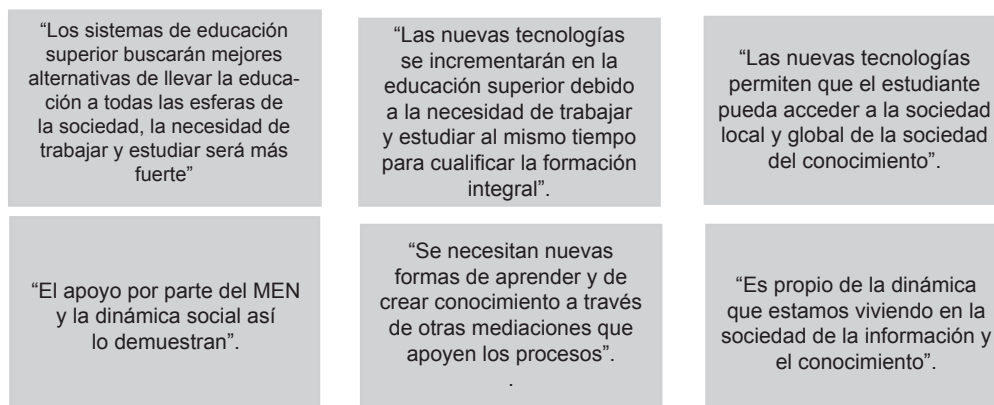 “Los sistemas de educación
superior buscarán mejores
alternativas de llevar la educa-
ción a todas las esferas de
la sociedad, la necesidad de
trabajar y estudiar será más
fuerte”
“Las nuevas tecnologías
se incrementarán en la
educación superior debido
a la necesidad de trabajar
y estudiar al mismo tiempo
para cualificar la formación
integral”.
“Las nuevas tecnologías
permiten que el estudiante
pueda acceder a la sociedad
local y global de la sociedad
del conocimiento”.
“El apoyo por parte del MEN
y la dinámica social así
lo demuestran”.
“Se necesitan nuevas
formas de aprender y de
crear conocimiento a través
de otras mediaciones que
apoyen los procesos”.
.
“Es propio de la dinámica
que estamos viviendo en la
sociedad de la información y
el conocimiento”.